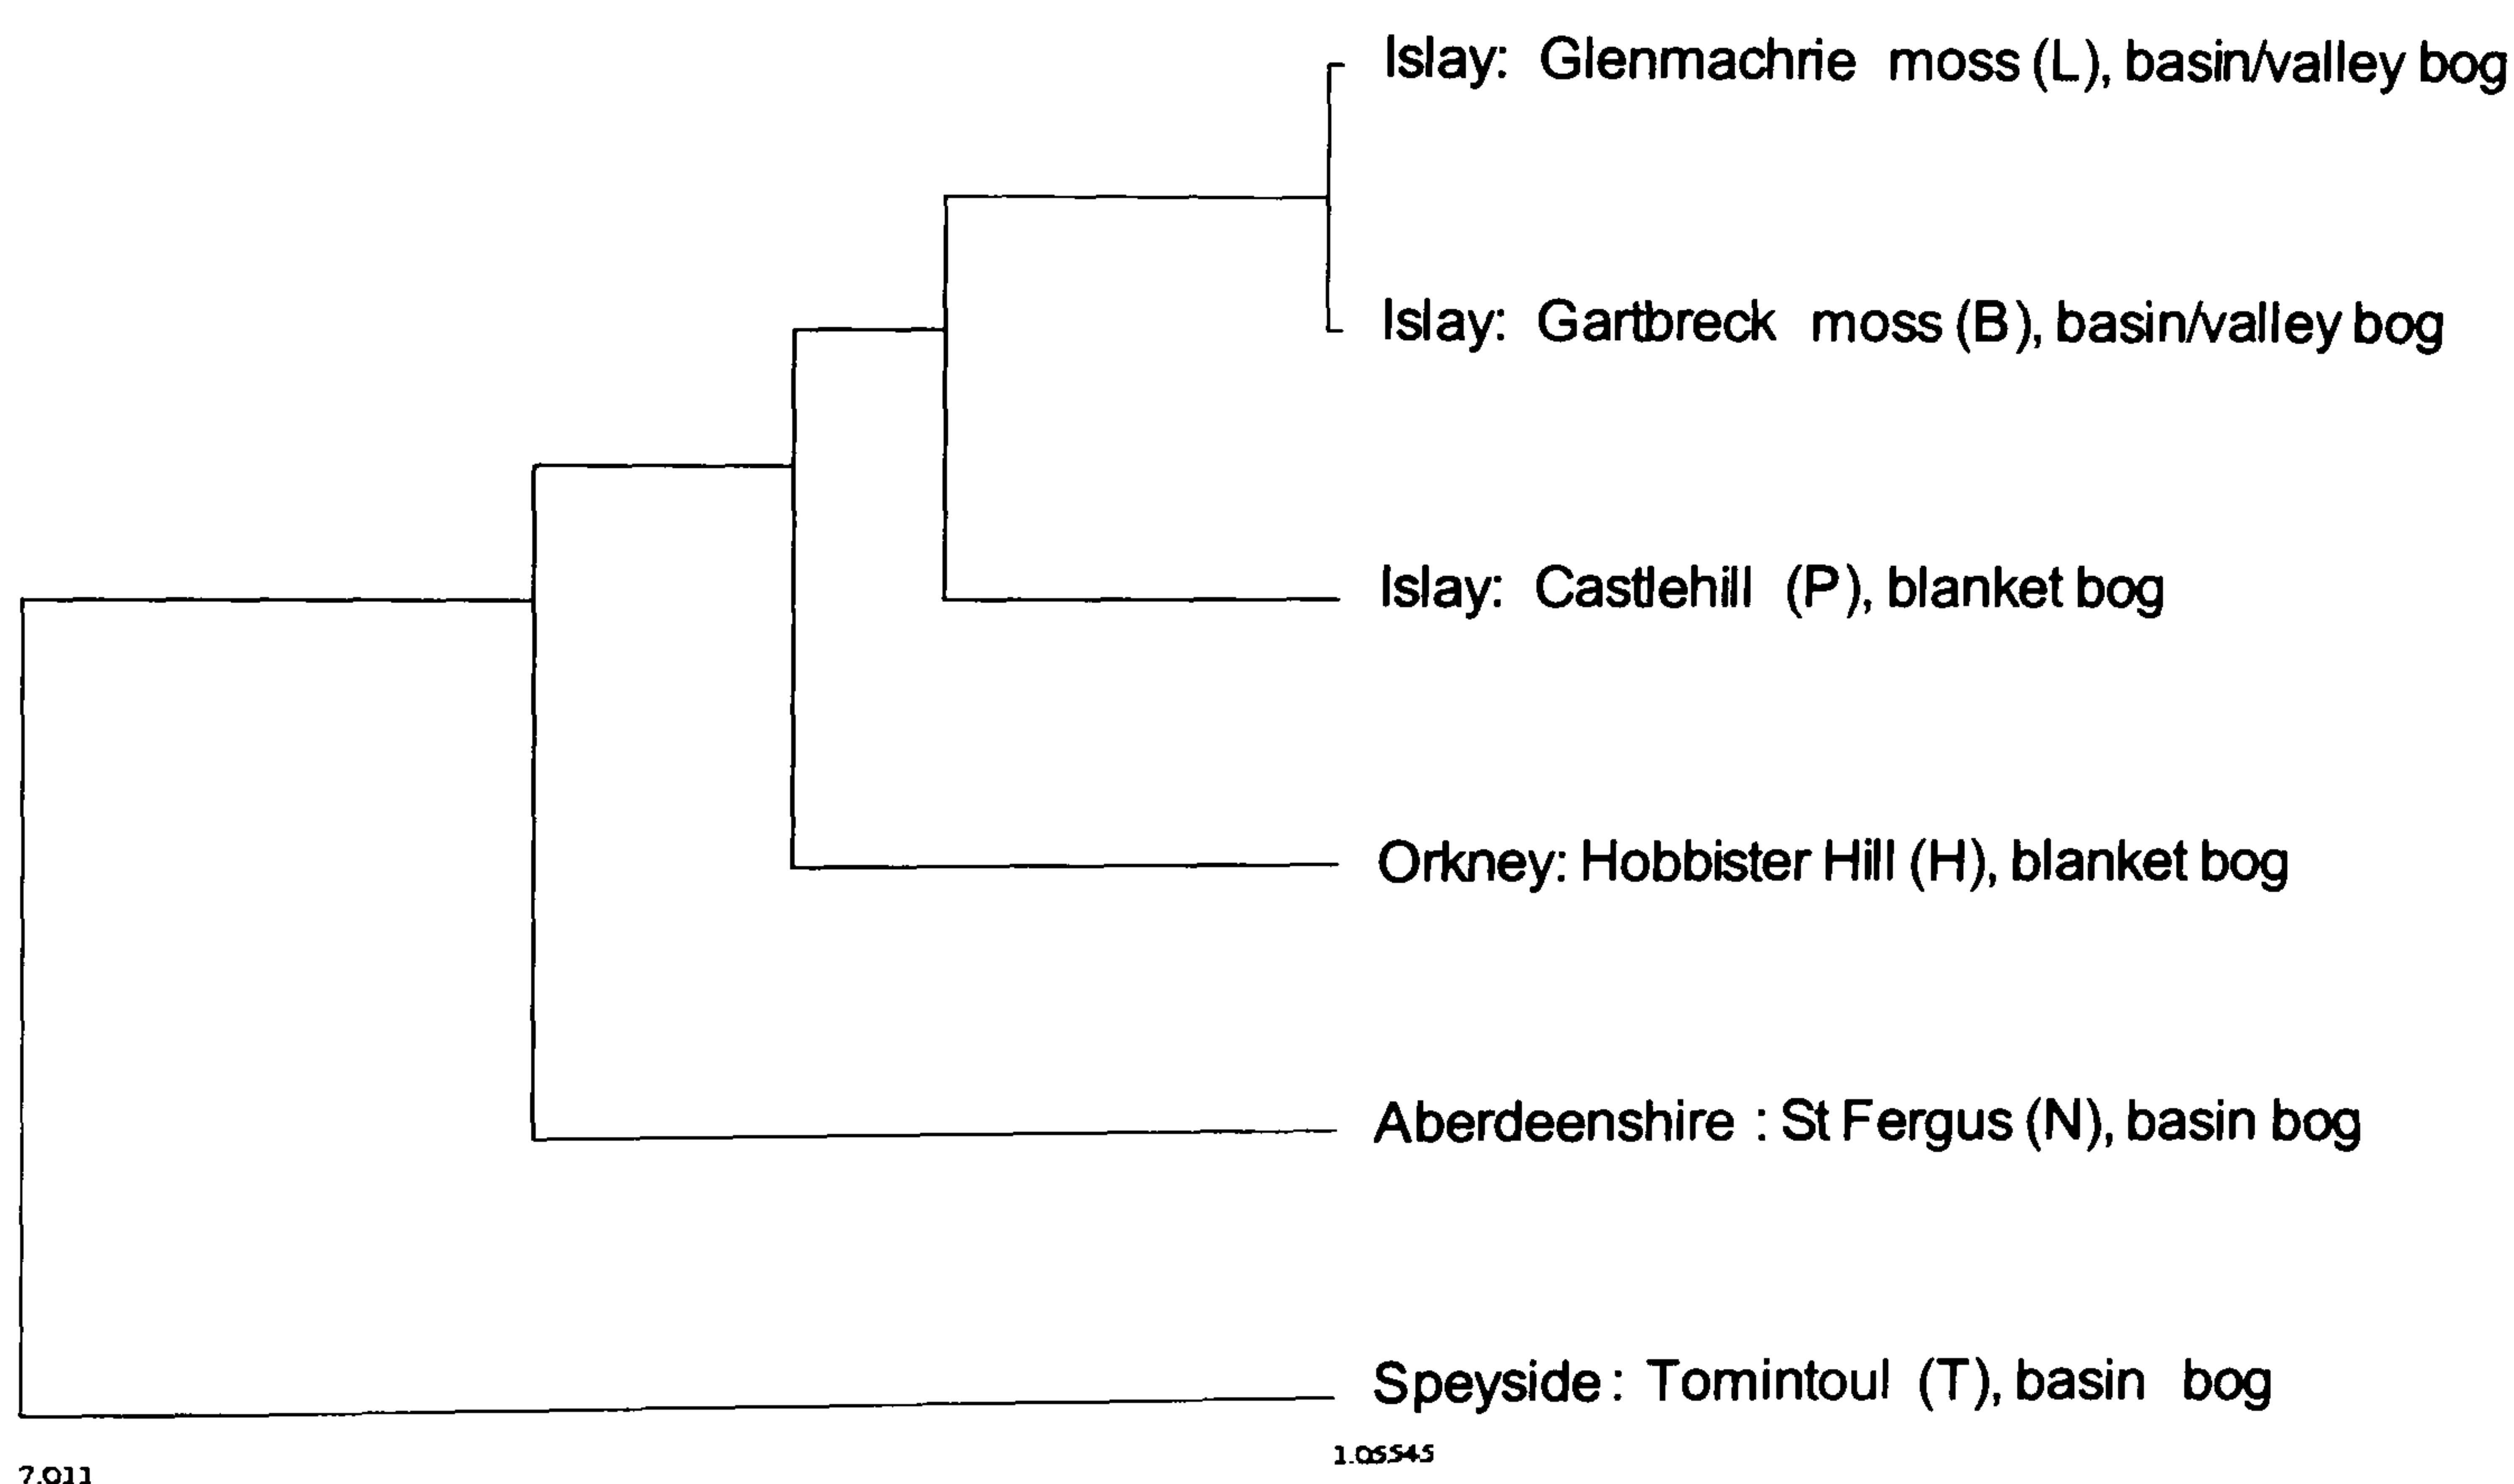 Islay: Glenmachrie moss (L), basin/valley bog
Islay: Gartbreck moss (B), basin/valley bog
Islay: Castlehill (P), blanket bog
Orkney: Hobbister Hill (H), blanket bog
Aberdeenshire : St Fergus (N), basin bog
Speyside : Tomintoul (T), basin bog
1.05545
7.011